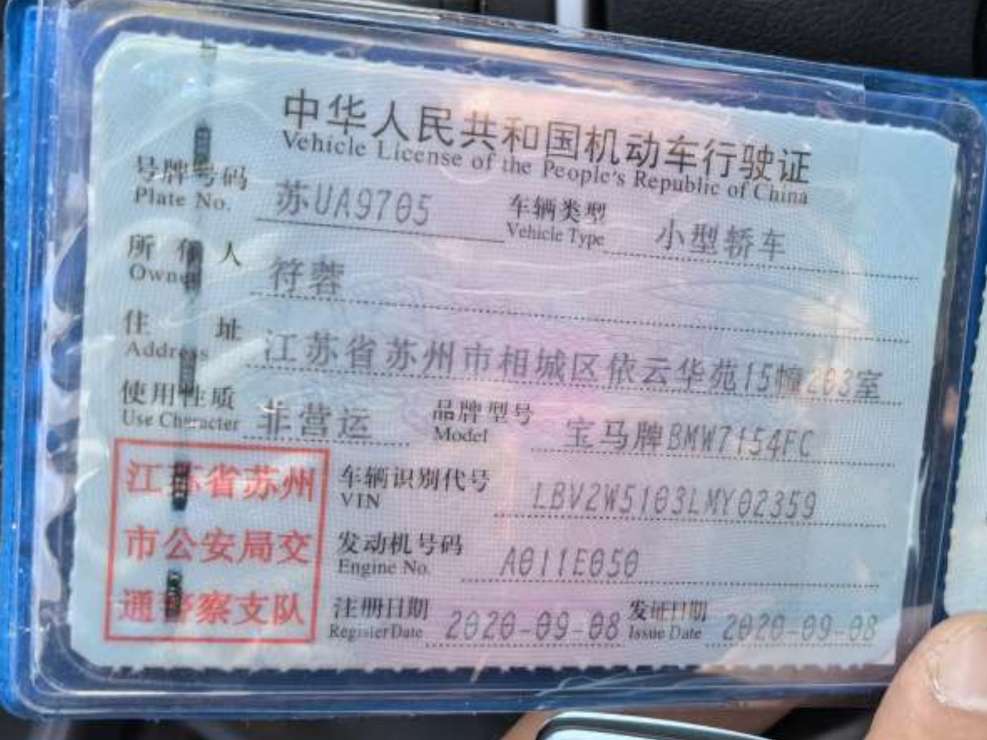 中华人民共和国机动车行驶证
Vehicle License of the People's Republic of China
号牌号码 苏UA9705 车辆类型 小型轿车
Plate No. Vehicle Type
所有人 符蓉
Owner
住址 江苏省苏州市相城区依云华苑15幢203室
Address
使用性质 非营运 品牌型号 宝马牌BMW7154FC
Use Character Model
江苏省苏州
市公安局交
通警察支队
车辆识别代号 LBV2W5103LMY02359
VIN
发动机号码 A011E050
Engine No.
注册日期 2020-09-08 发证日期 2020-09-08
Register Date Issue Date